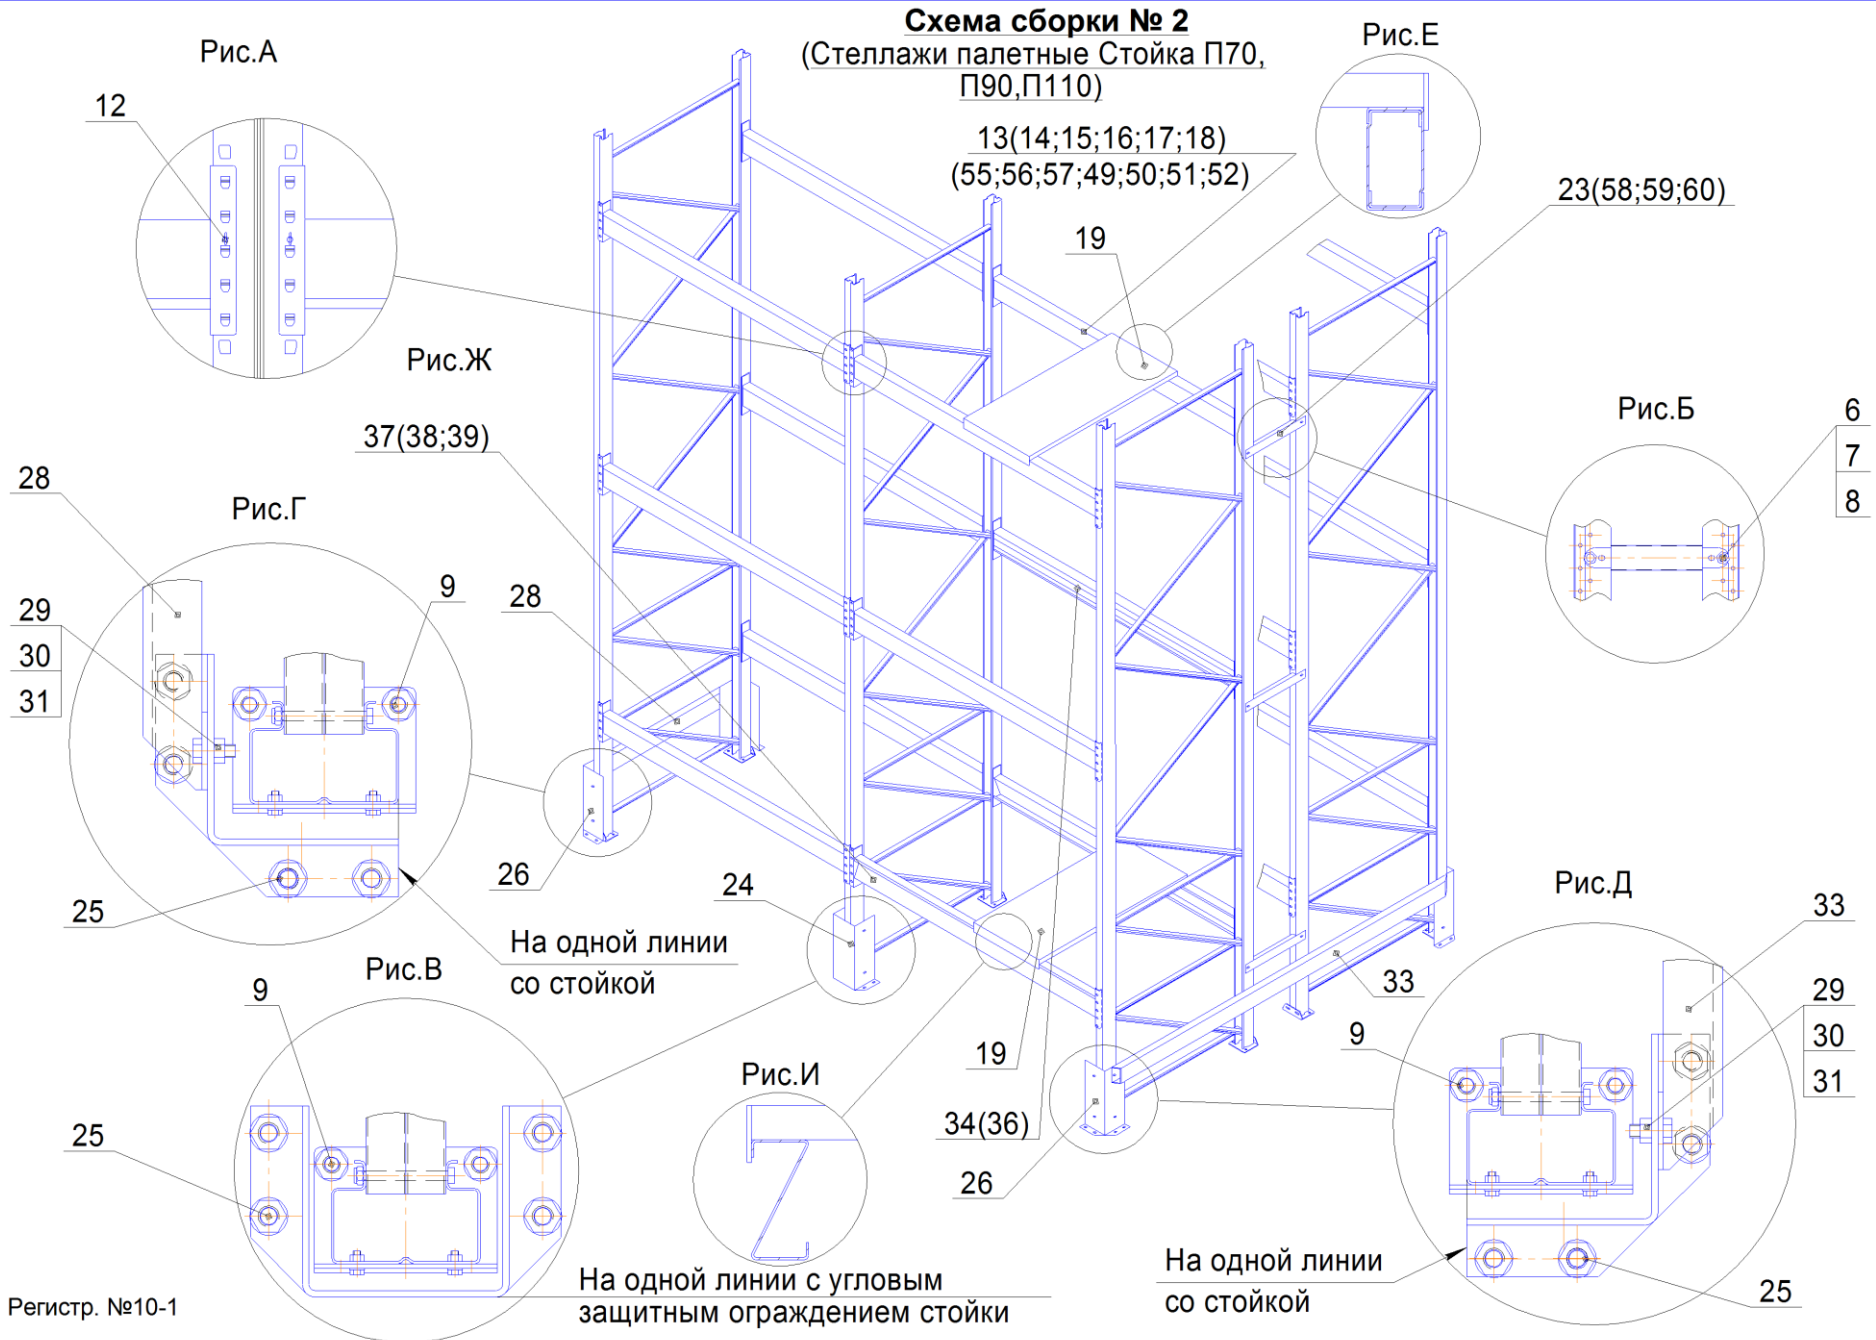 Схема сборки № 2
(Стеллажи палетные Стойка П70,
П90,П110)
Рис.А
12
Рис.Е
13(14;15;16;17;18)
(55;56;57;49;50;51;52)
23(58;59;60)
19
Рис.Ж
37(38;39)
Рис.Б
6
7
8
28
Рис.Г
29
30
31
9
28
25
26
24
На одной линии
со стойкой
Рис.В
9
25
Рис.И
19
34(36)
26
33
Рис.Д
33
29
30
31
9
25
На одной линии
со стойкой
На одной линии с угловым
защитным ограждением стойки
Регистр. №10-1